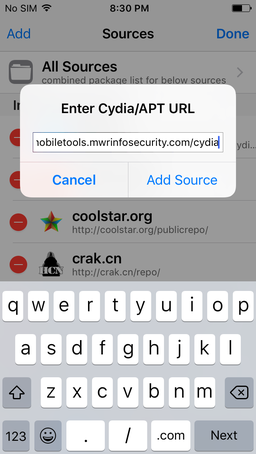 No SIM 8:30 PM
Add Sources Done
All Sources
combined package list for below sources
Enter Cydia/APT URL
obiletools.mwrinfosecurity.com/cydia
Cancel Add Source
coolstar.org
http://coolstar.org/publicrepo/
crak.cn
HCN
http://crak.cn/repo/
q w e r t y u i o p
a s d f g h j k l
z x c v b n m
123 . / .com Next